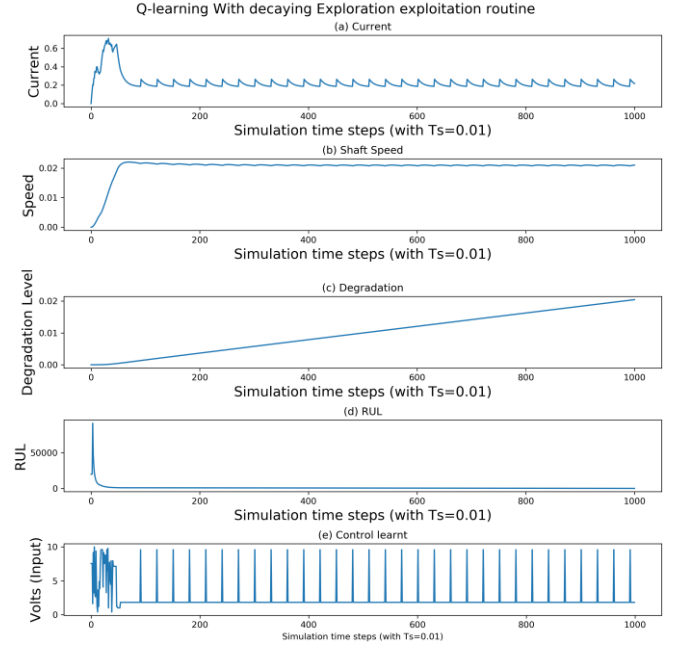 Q-learning With decaying Exploration exploitation routine
(a) Current
Current
0.6
0.4
0.2
0.0
0 200 400 600 800 1000
Simulation time steps (with Ts=0.01)
(b) Shaft Speed
Speed
0.02
0.01
0.00
0 200 400 600 800 1000
Simulation time steps (with Ts=0.01)
(c) Degradation
Degradation Level
0.02
0.01
0.00
0 200 400 600 800 1000
Simulation time steps (with Ts=0.01)
(d) RUL
RUL
50000
0
0 200 400 600 800 1000
Simulation time steps (with Ts=0.01)
(e) Control learnt
Volts (Input)
10
5
0
0 200 400 600 800 1000
Simulation time steps (with Ts=0.01)